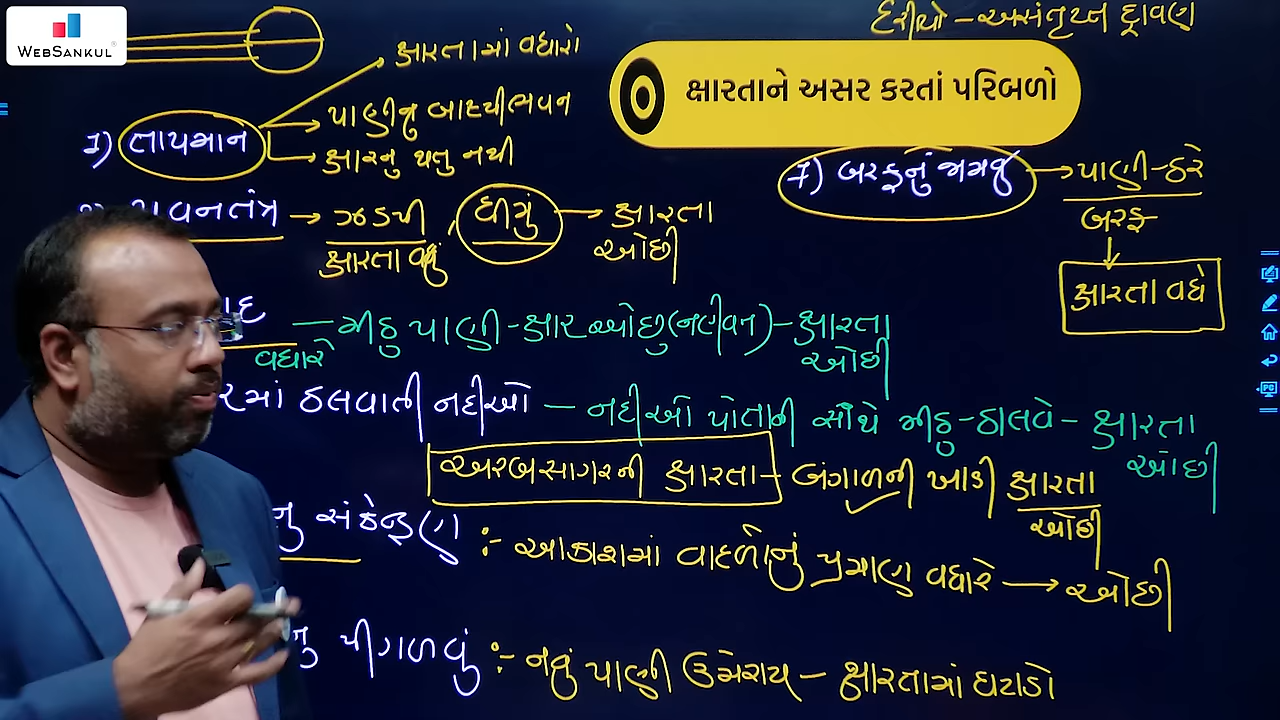 WEBSANKUL
દરીયો – અસંતૃપ્ત દ્રાવણ
ક્ષારતાને અસર કરતાં પરિબળો
ક્ષારતામાં વધારો
1) તાપમાન
પાણીનુ બાષ્પીભવન
ક્ષારનુ થતુ નથી
7) બરફનું જામવું → પાણી-ઠરે
બરફ
ક્ષારતા વધે
પવનતંત્ર → ઝડપી , ધીમું → ક્ષારતા ઓછી
ક્ષારતા વધુ
વધારે – મીઠુ પાણી - ક્ષાર ઓછુ(નહીવત) - ક્ષારતા ઓછી
ઠલવાતી નદીઓ – નદીઓ પોતાની સાથે મીઠુ - ઠાલવે - ક્ષારતા ઓછી
અરબસાગરની ક્ષારતા - બંગાળની ખાડી ક્ષારતા ઓછી
નુ સંકેન્દ્રણ :- આકાશમાં વાદળોનું પ્રમાણ વધારે → ઓછી
નુ પીગળવું :- નવું પાણી ઉમેરાય – ક્ષારતામાં ઘટાડો